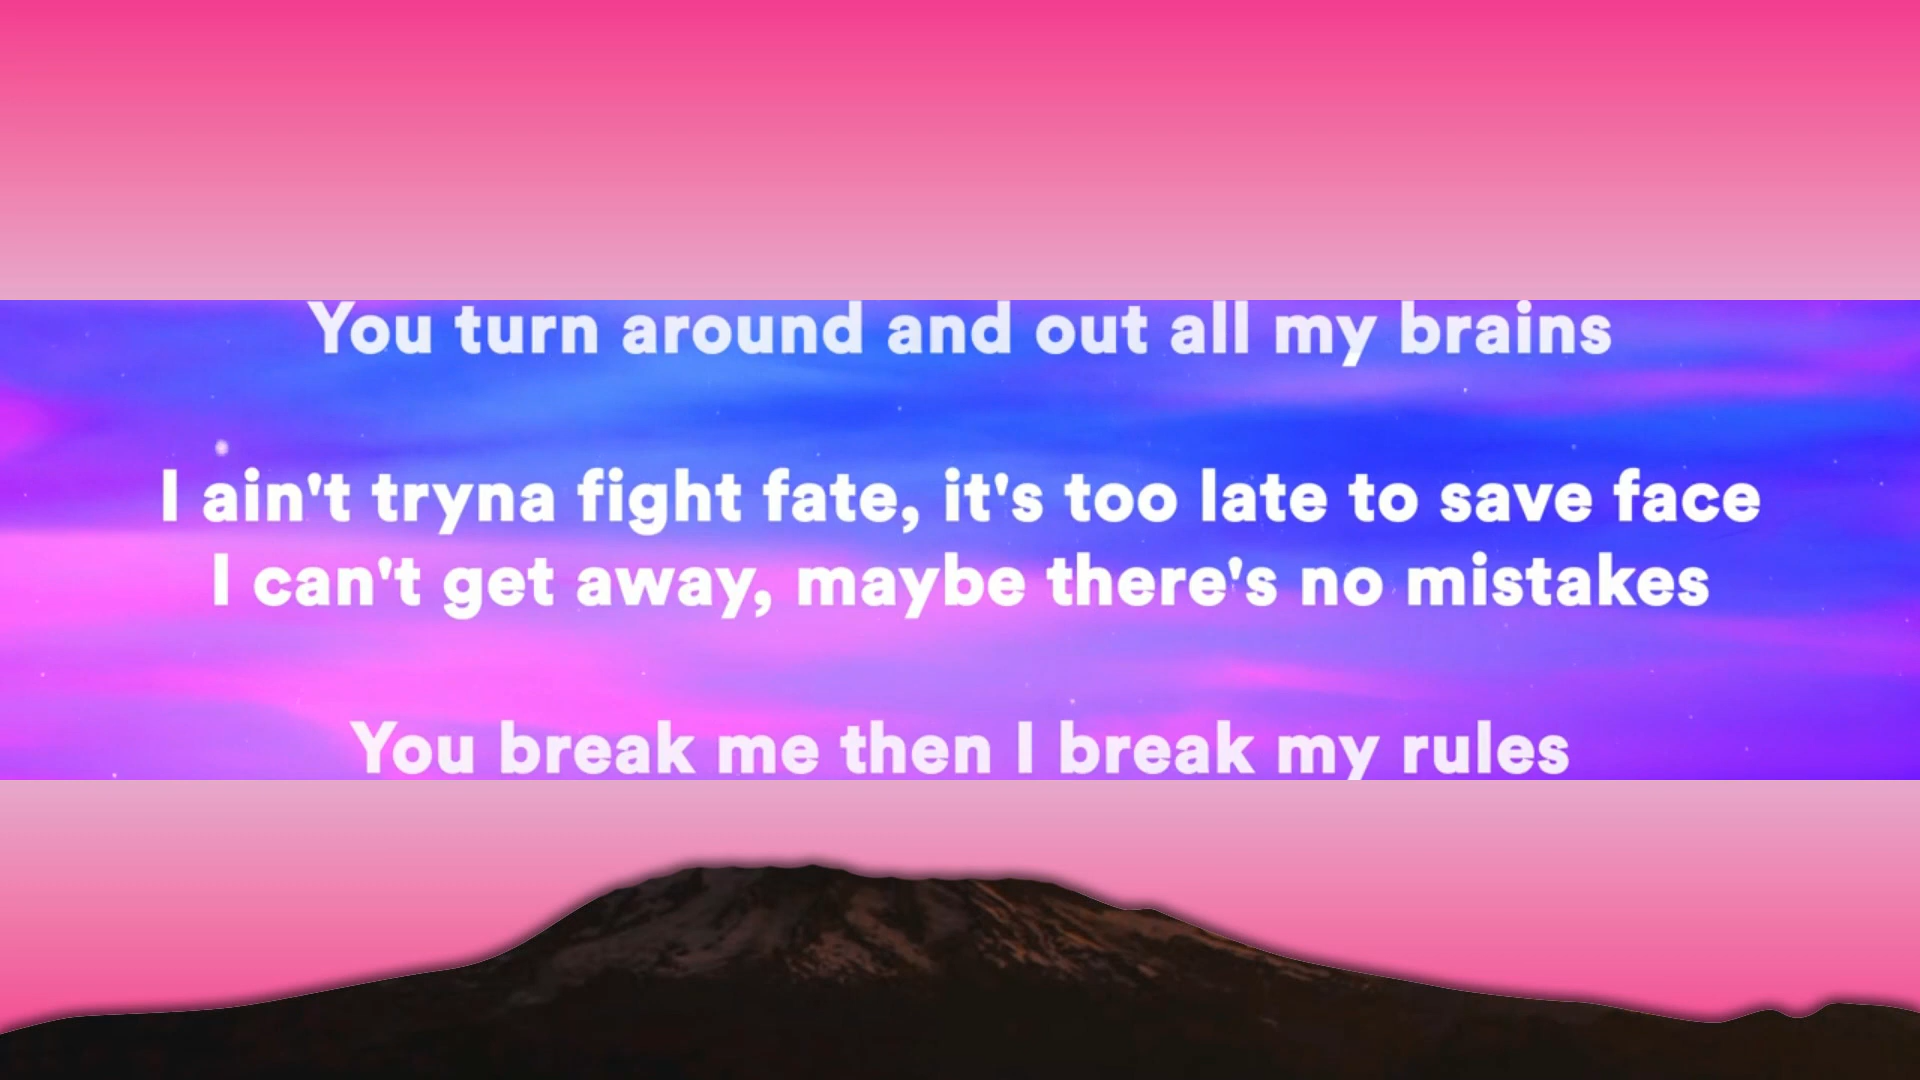 You turn around and out all my brains
I ain't tryna fight fate, it's too late to save face
I can't get away, maybe there's no mistakes
You break me then I break my rules